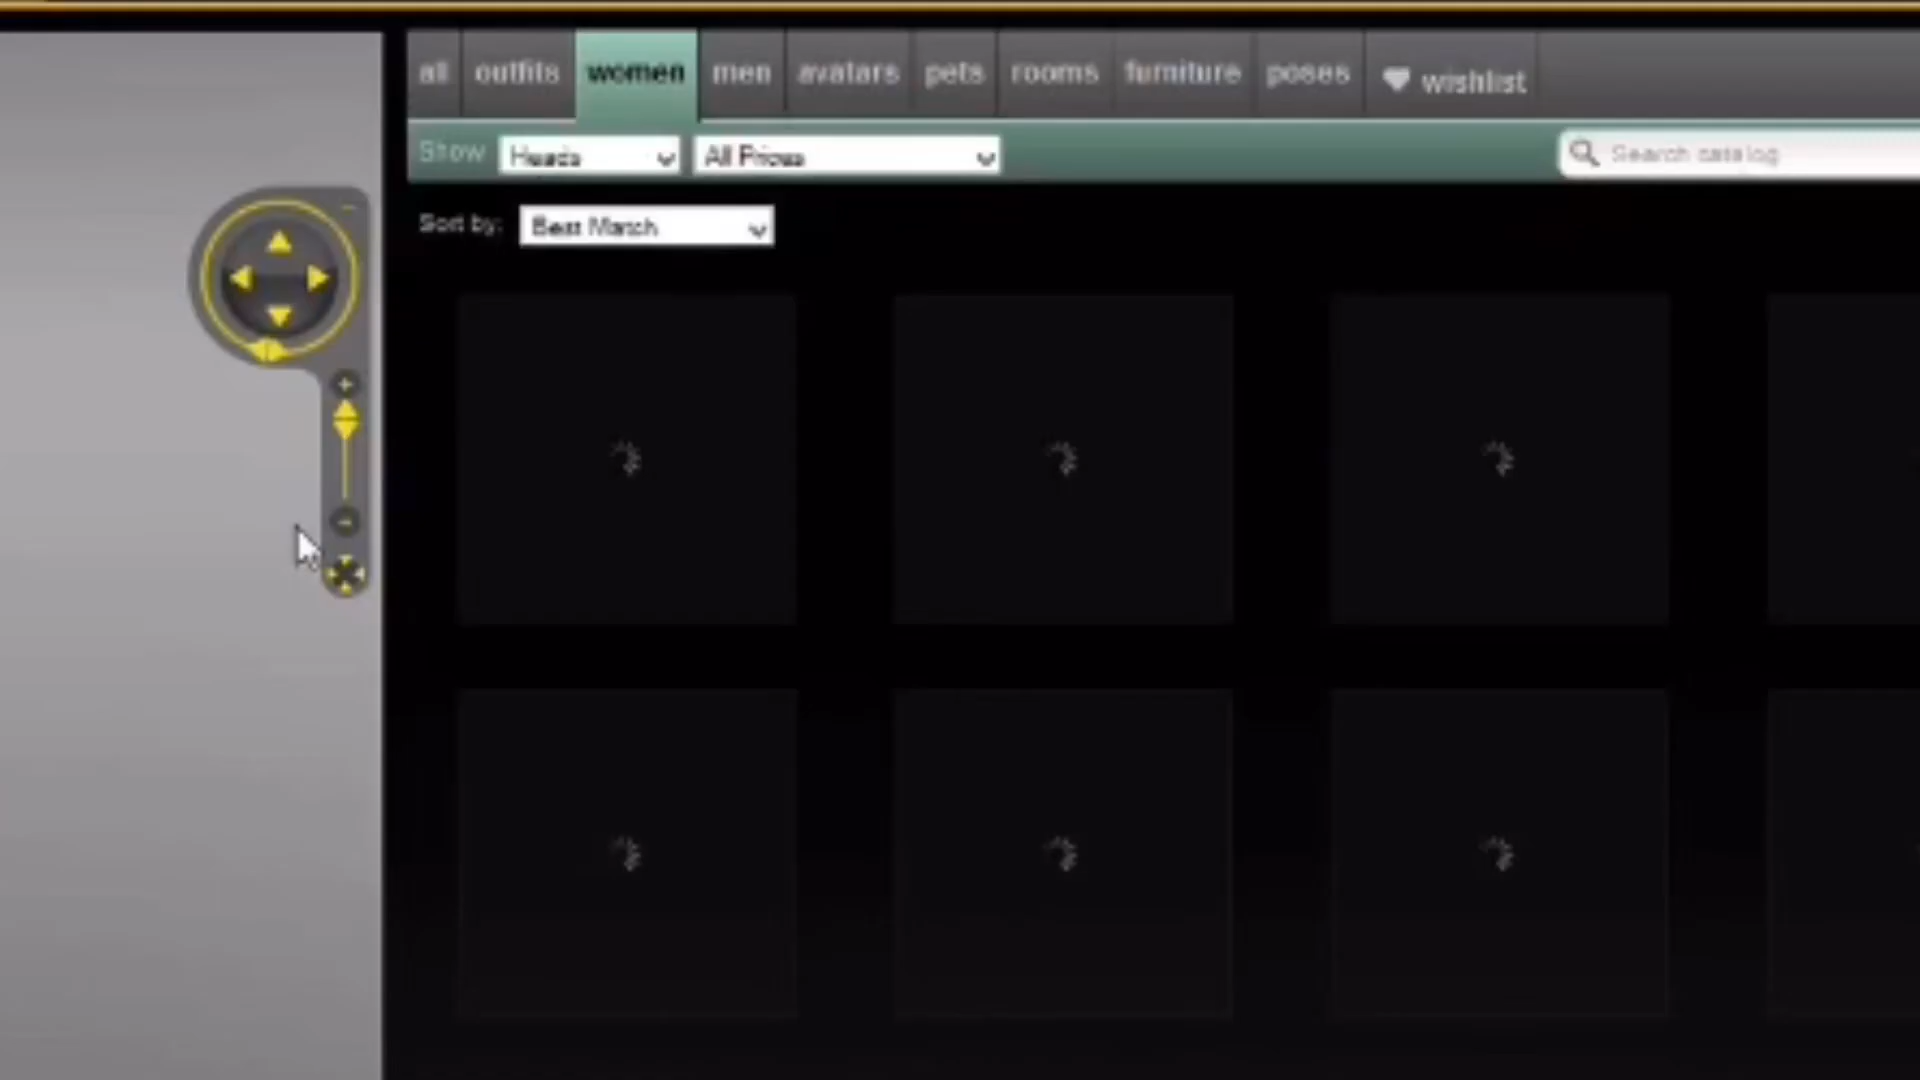 all outfits women men avatars pets rooms furniture poses wishlist
Show Heads All Prices Search catalog
Sort by: Best Match